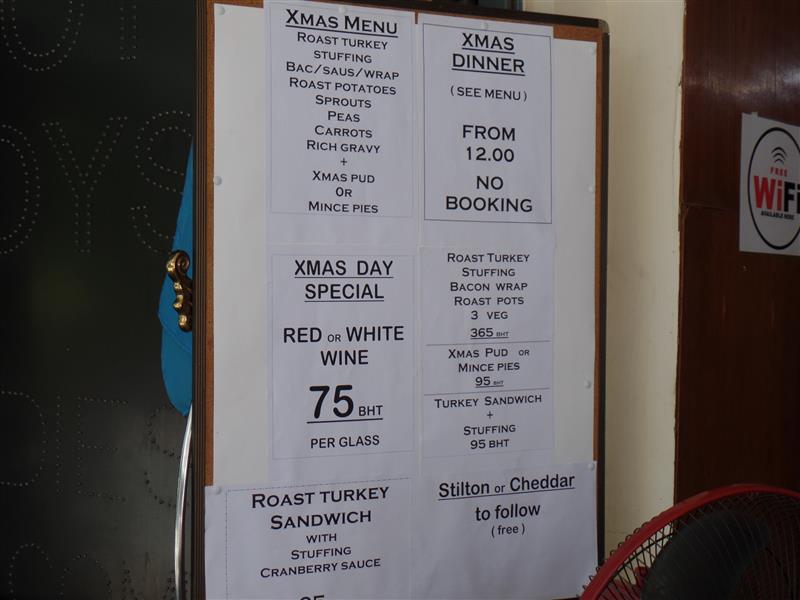 XMAS MENU
ROAST TURKEY
STUFFING
BAC/SAUS/WRAP
ROAST POTATOES
SPROUTS
PEAS
CARROTS
RICH GRAVY
+
XMAS PUD
OR
MINCE PIES
XMAS
DINNER
( SEE MENU )
FROM
12.00
NO
BOOKING
XMAS DAY
SPECIAL
RED OR WHITE
WINE
75 BHT
PER GLASS
ROAST TURKEY
STUFFING
BACON WRAP
ROAST POTS
3 VEG
365 BHT
XMAS PUD OR
MINCE PIES
95 BHT
TURKEY SANDWICH
+
STUFFING
95 BHT
ROAST TURKEY
SANDWICH
WITH
STUFFING
CRANBERRY SAUCE
Stilton or Cheddar
to follow
( free )
FREE
WiFi
AVAILABLE HERE